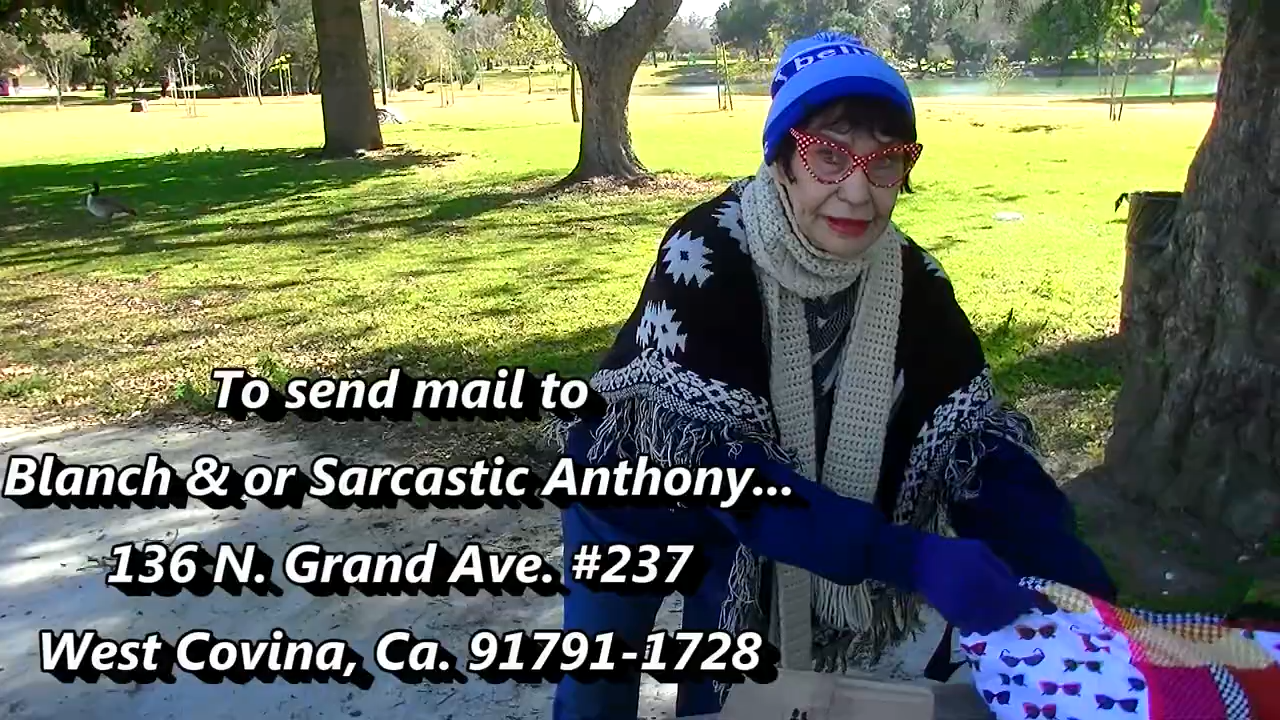 To send mail to
Blanch & or Sarcastic Anthony...
136 N. Grand Ave. #237
West Covina, Ca. 91791-1728